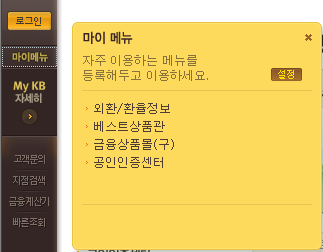 로그인
마이메뉴
My KB
자세히
고객문의
지점검색
금융계산기
빠른조회
마이 메뉴
자주 이용하는 메뉴를
등록해두고 이용하세요.
설정
외환/환율정보
베스트상품관
금융상품몰(구)
공인인증센터